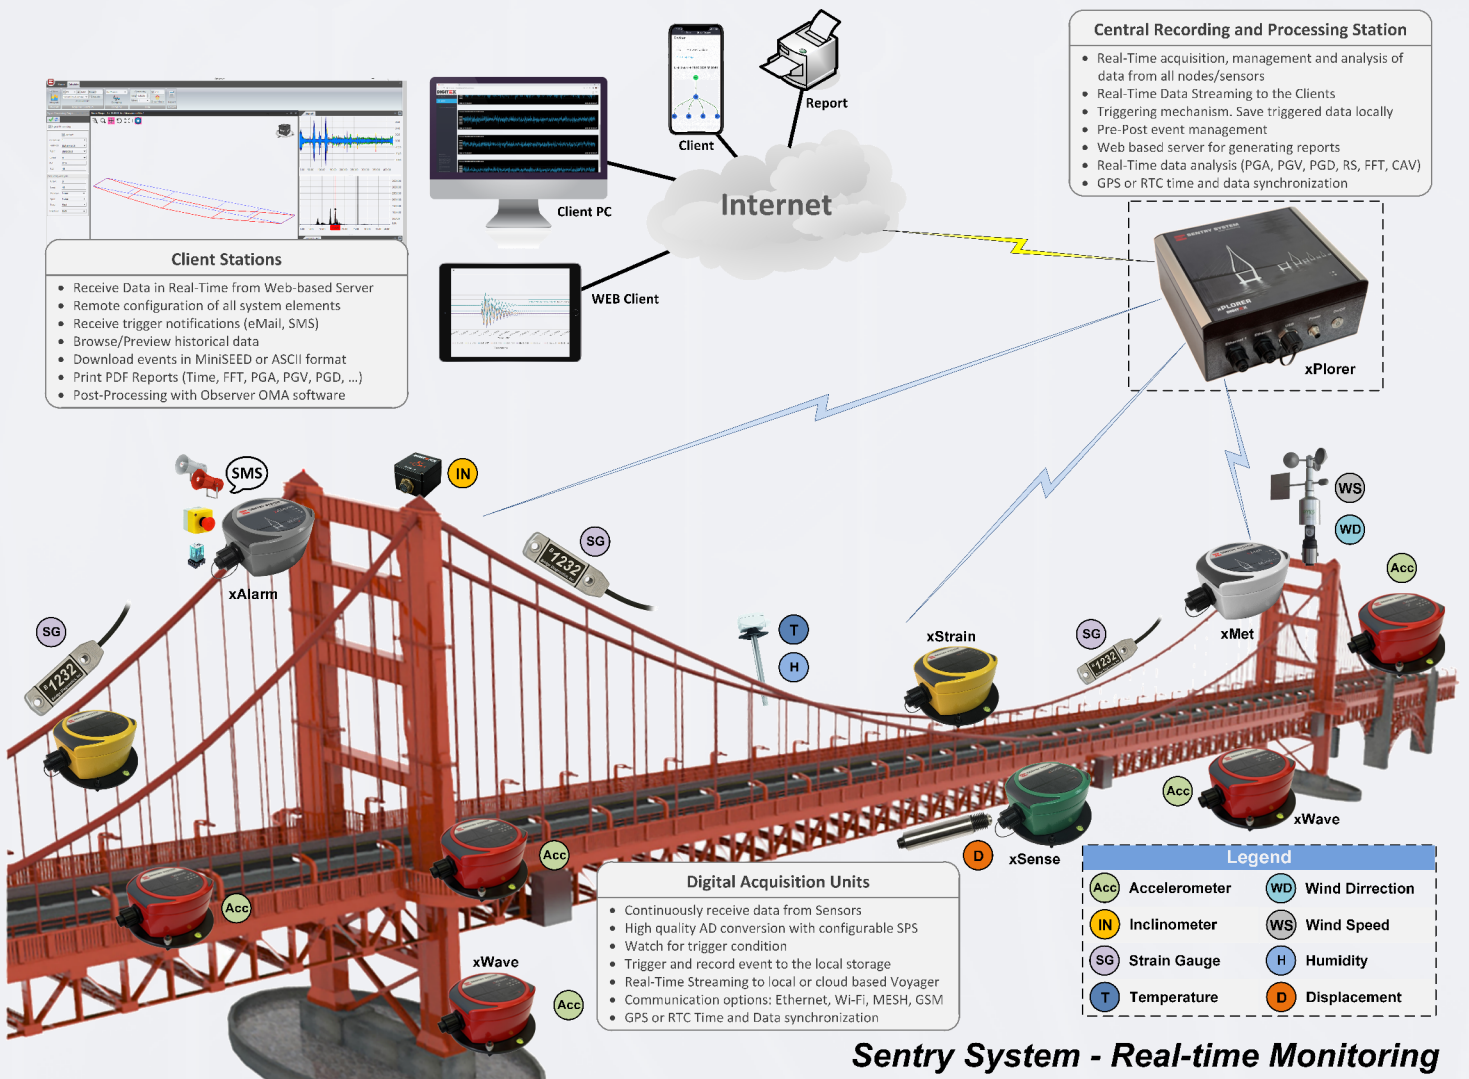 Central Recording and Processing Station
• Real-Time acquisition, management and analysis of
data from all nodes/sensors
• Real-Time Data Streaming to the Clients
• Triggering mechanism. Save triggered data locally
• Pre-Post event management
• Web based server for generating reports
• Real-Time data analysis (PGA, PGV, PGD, RS, FFT, CAV)
• GPS or RTC time and data synchronization
Report
Client
Client PC
Internet
WEB Client
SENTRY SYSTEM
xPLORER
xPlorer
Client Stations
• Receive Data in Real-Time from Web-based Server
• Remote configuration of all system elements
• Receive trigger notifications (eMail, SMS)
• Browse/Preview historical data
• Download events in MiniSEED or ASCII format
• Print PDF Reports (Time, FFT, PGA, PGV, PGD, ...)
• Post-Processing with Observer OMA software
SMS
IN
xAlarm
SG
1232
SG
1232
T
H
xStrain
SG
1232
WS
WD
xMet
Acc
Acc
xWave
D
xSense
Acc
Acc
xWave
Acc
Digital Acquisition Units
• Continuously receive data from Sensors
• High quality AD conversion with configurable SPS
• Watch for trigger condition
• Trigger and record event to the local storage
• Real-Time Streaming to local or cloud based Voyager
• Communication options: Ethernet, Wi-Fi, MESH, GSM
• GPS or RTC Time and Data synchronization
Legend
Acc Accelerometer
WD Wind Dirrection
IN Inclinometer
WS Wind Speed
SG Strain Gauge
H Humidity
T Temperature
D Displacement
Sentry System - Real-time Monitoring